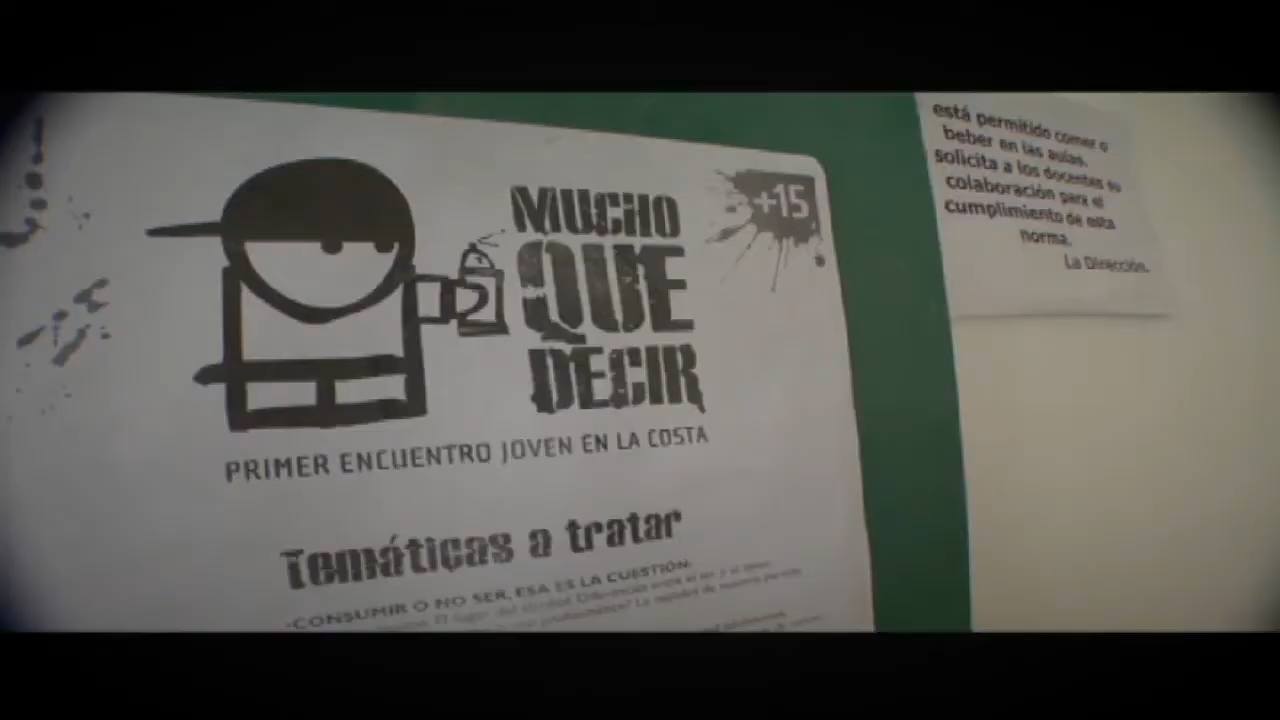 MUCHO
QUE
DECIR
+15
PRIMER ENCUENTRO JOVEN EN LA COSTA
Temáticas a tratar
-CONSUMIR O NO SER, ESA ES LA CUESTIÓN:
está permitido comer o
beber en las aulas.
solicita a los docentes su
colaboración para el
cumplimiento de esta
norma.
La Dirección.